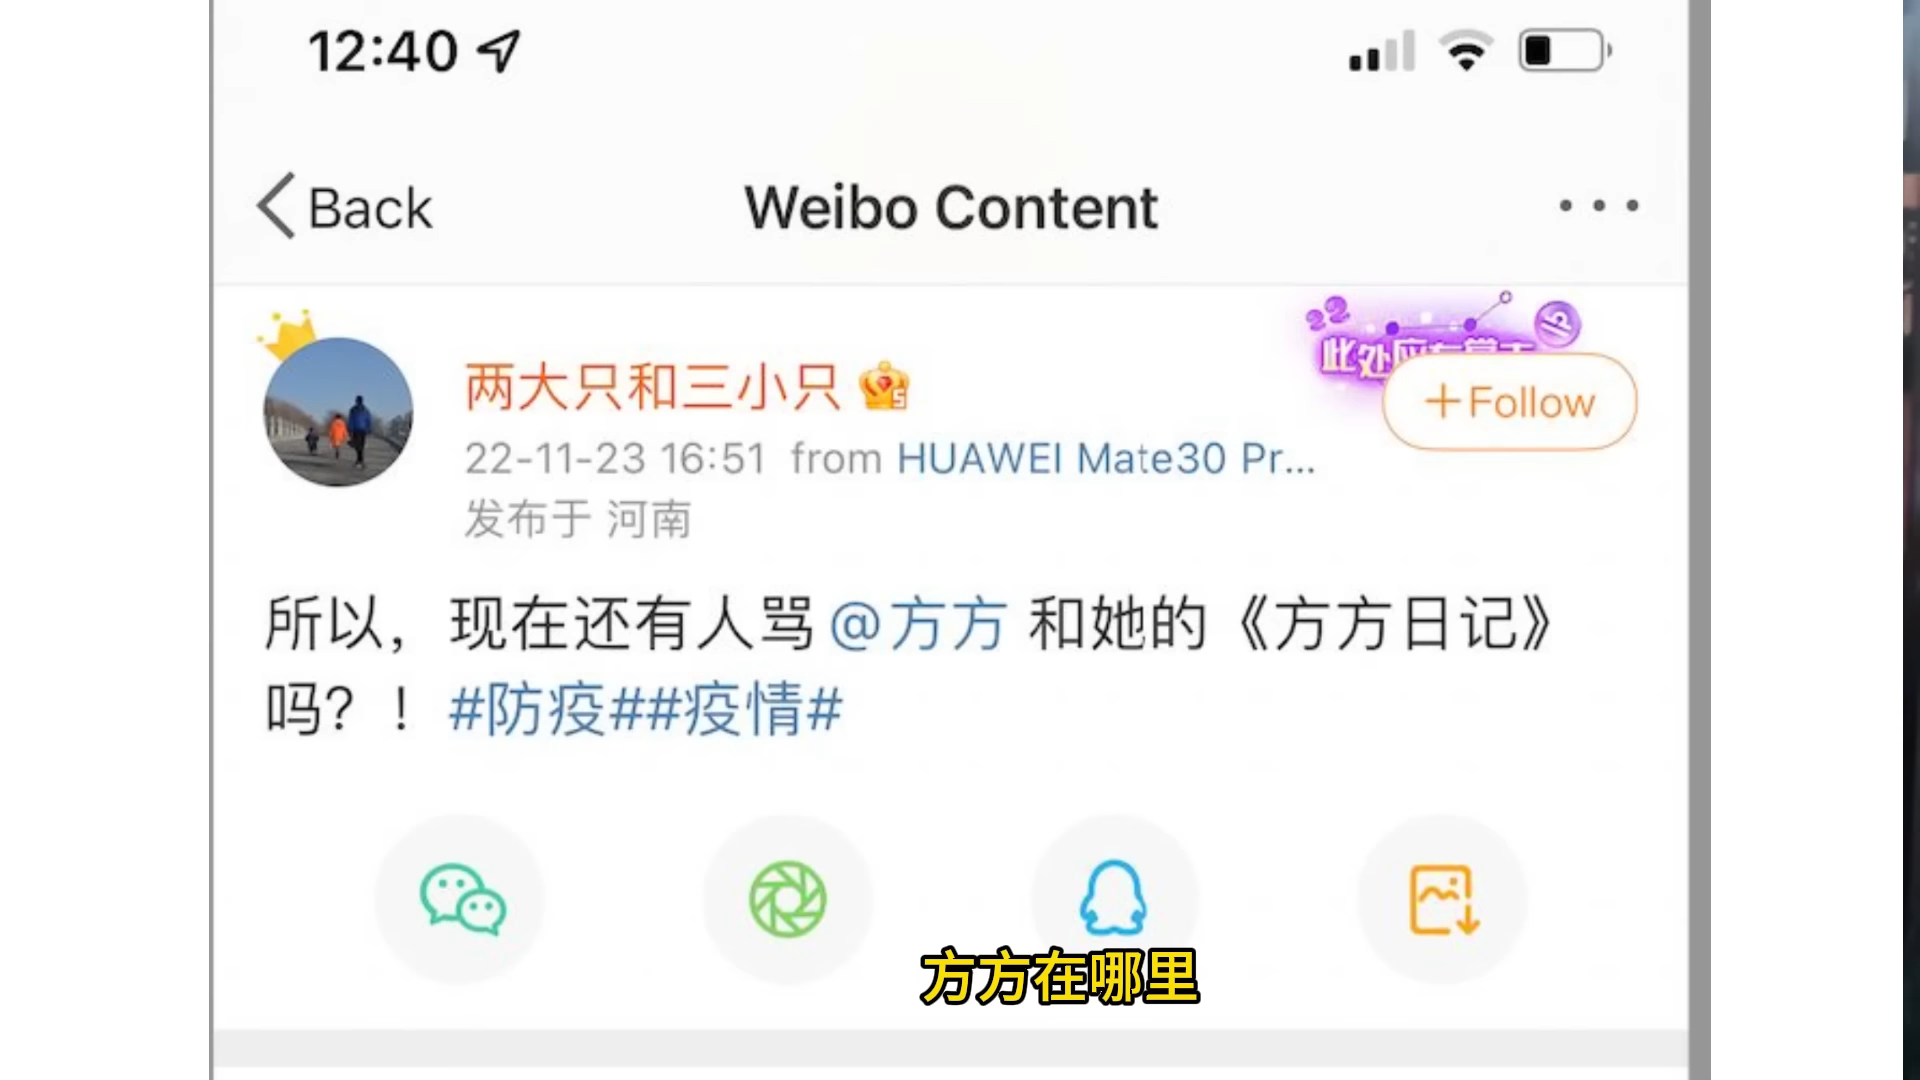 12:40
Back
Weibo Content
两大只和三小只
+Follow
22-11-23 16:51 from HUAWEI Mate30 Pr...
发布于 河南
所以，现在还有人骂@方方 和她的《方方日记》
吗？！#防疫##疫情#
方方在哪里